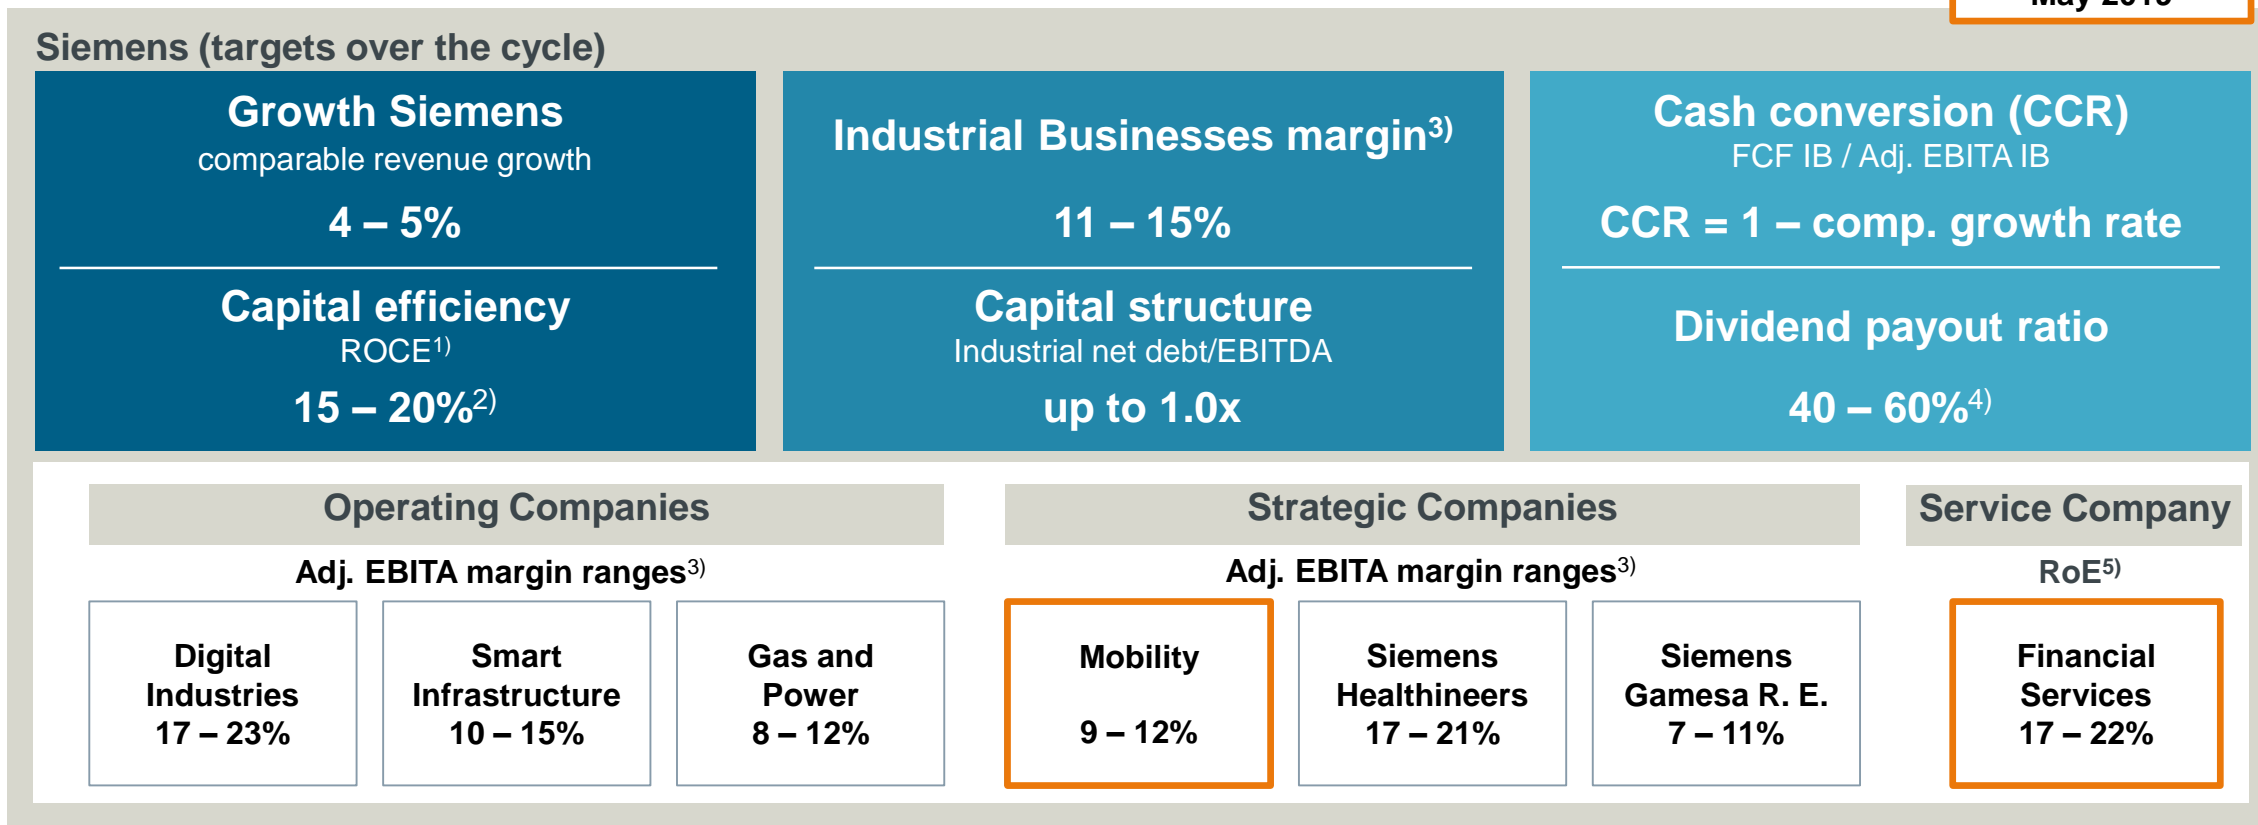 May 2019
Siemens (targets over the cycle)
Growth Siemens
comparable revenue growth
4 – 5%
Capital efficiency
ROCE1)
15 – 20%2)
Industrial Businesses margin3)
11 – 15%
Capital structure
Industrial net debt/EBITDA
up to 1.0x
Cash conversion (CCR)
FCF IB / Adj. EBITA IB
CCR = 1 – comp. growth rate
Dividend payout ratio
40 – 60%4)
Operating Companies
Adj. EBITA margin ranges3)
Digital
Industries
17 – 23%
Smart
Infrastructure
10 – 15%
Gas and
Power
8 – 12%
Strategic Companies
Adj. EBITA margin ranges3)
Mobility
9 – 12%
Siemens
Healthineers
17 – 21%
Siemens
Gamesa R. E.
7 – 11%
Service Company
RoE5)
Financial
Services
17 – 22%